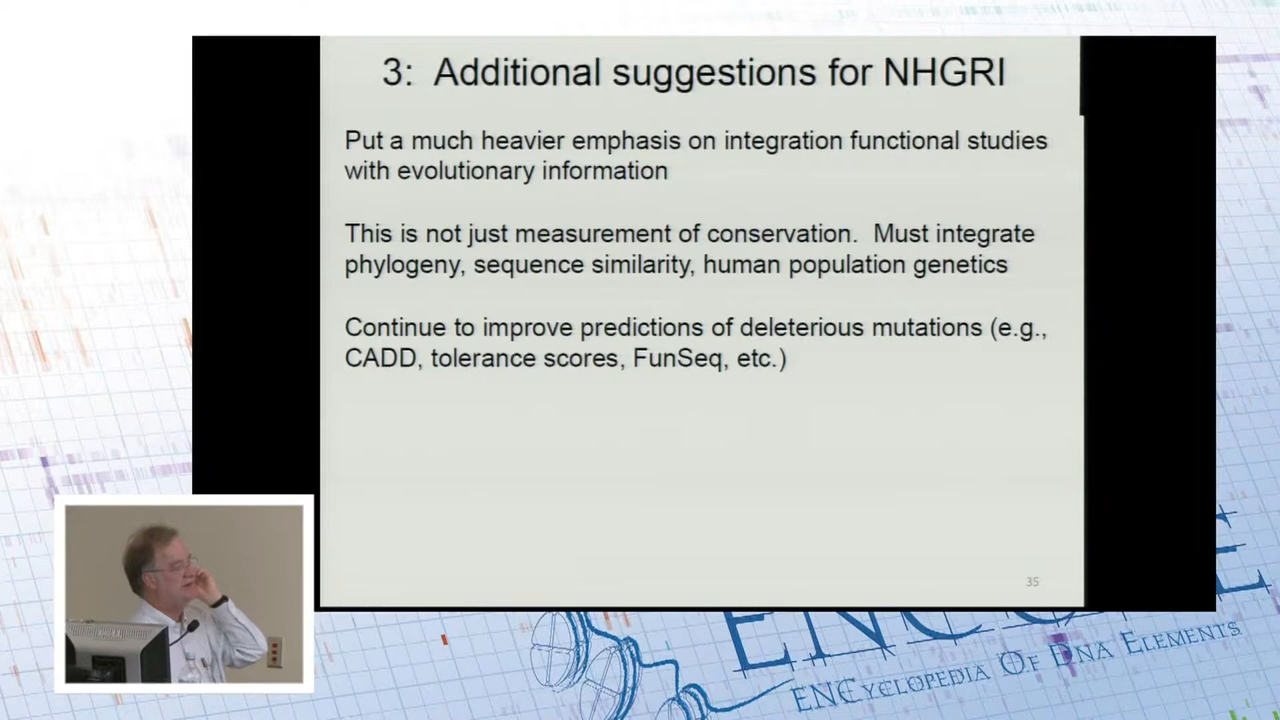 3: Additional suggestions for NHGRI
Put a much heavier emphasis on integration functional studies
with evolutionary information
This is not just measurement of conservation. Must integrate
phylogeny, sequence similarity, human population genetics
Continue to improve predictions of deleterious mutations (e.g.,
CADD, tolerance scores, FunSeq, etc.)
35
ENCyclopedia Of DNA Elements